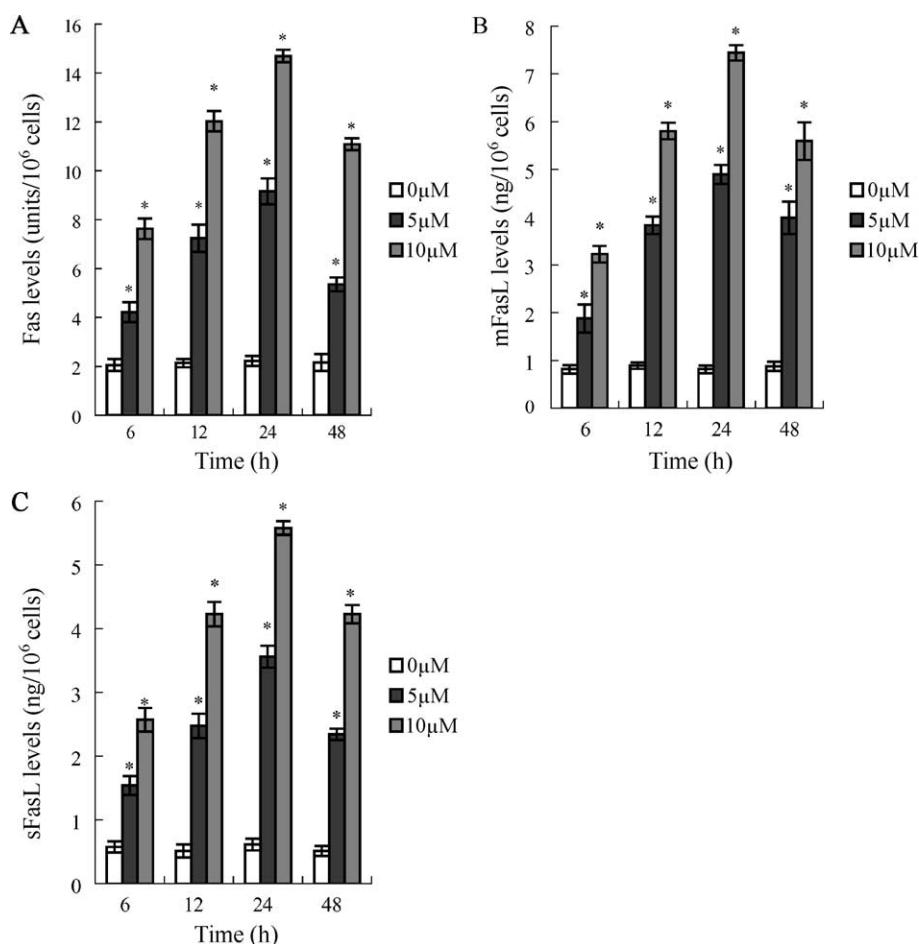 A
Fas levels (units/10⁶ cells)
16
14
12
10
8
6
4
2
0
* * * * * * * *
6 12 24 48
Time (h)
0µM
5µM
10µM
B
mFasL levels (ng/10⁶ cells)
8
7
6
5
4
3
2
1
0
* * * * * * * *
6 12 24 48
Time (h)
0µM
5µM
10µM
C
sFasL levels (ng/10⁶ cells)
6
5
4
3
2
1
0
* * * * * * * *
6 12 24 48
Time (h)
0µM
5µM
10µM